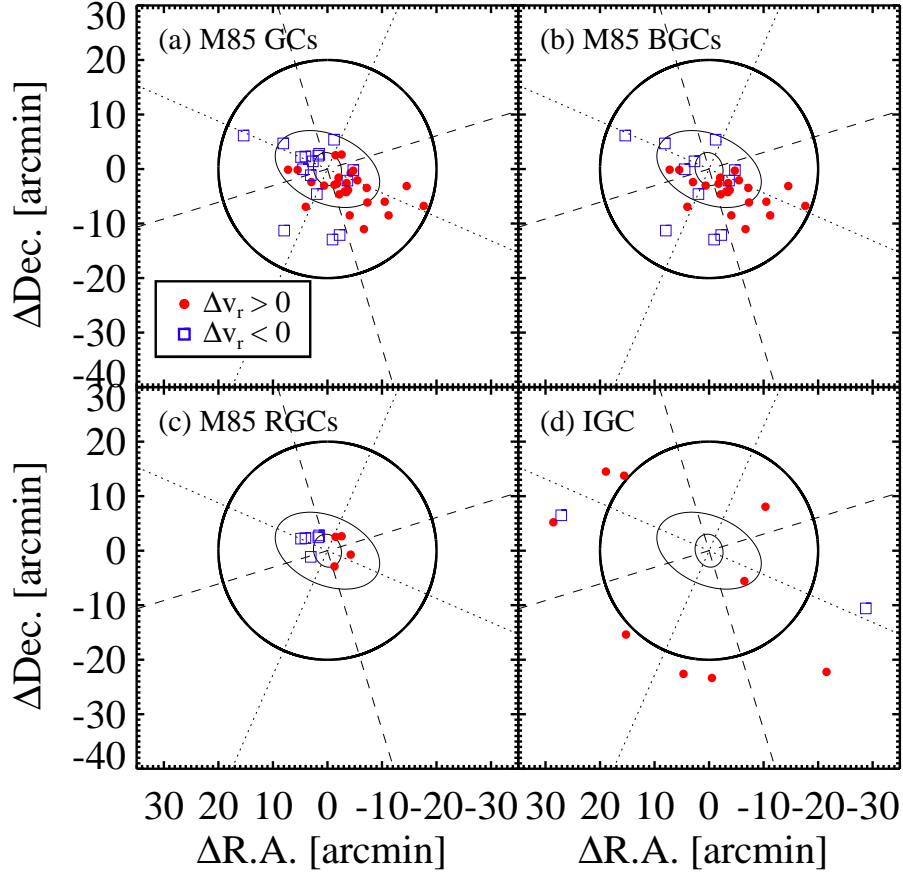 (a) M85 GCs
(b) M85 BGCs
30
20
10
0
-10
-20
-30
-40
ΔDec. [arcmin]
Δv_r > 0
Δv_r < 0
(c) M85 RGCs
(d) IGC
30
20
10
0
-10
-20
-30
-40
ΔDec. [arcmin]
30 20 10 0 -10 -20 -30
30 20 10 0 -10 -20 -30
ΔR.A. [arcmin]
ΔR.A. [arcmin]